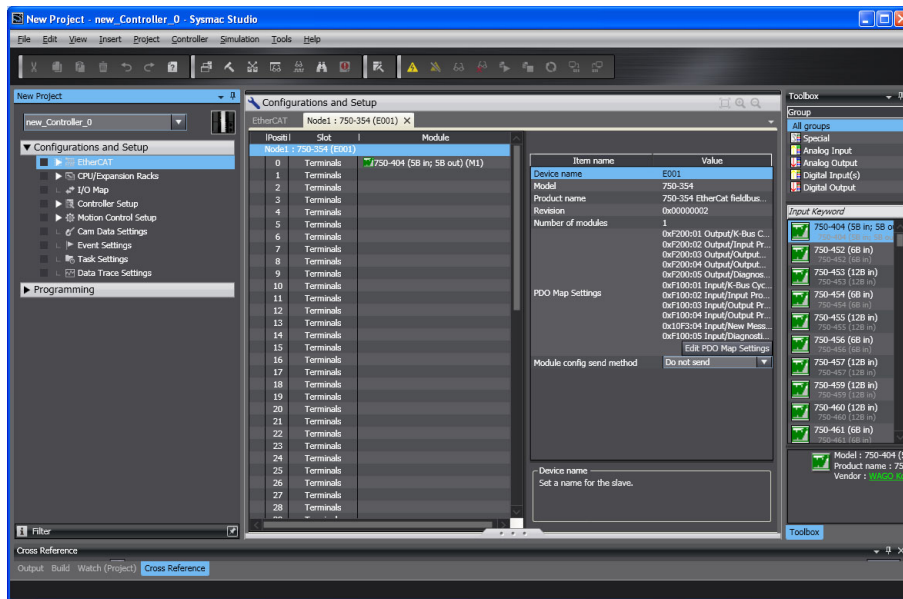 New Project - new_Controller_0 - Sysmac Studio
File Edit View Insert Project Controller Simulation Tools Help
New Project
new_Controller_0
Configurations and Setup
EtherCAT
CPU/Expansion Racks
I/O Map
Controller Setup
Motion Control Setup
Cam Data Settings
Event Settings
Task Settings
Data Trace Settings
Programming
Filter
Configurations and Setup
EtherCAT Node1 : 750-354 (E001)
Positi Slot Module
Node1 : 750-354 (E001)
0 Terminals 750-404 (5B in; 5B out) (M1)
1 Terminals
2 Terminals
3 Terminals
4 Terminals
5 Terminals
6 Terminals
7 Terminals
8 Terminals
9 Terminals
10 Terminals
11 Terminals
12 Terminals
13 Terminals
14 Terminals
15 Terminals
16 Terminals
17 Terminals
18 Terminals
19 Terminals
20 Terminals
21 Terminals
22 Terminals
23 Terminals
24 Terminals
25 Terminals
26 Terminals
27 Terminals
28 Terminals
Item name Value
Device name E001
Model 750-354
Product name 750-354 EtherCat fieldbus...
Revision 0x00000002
Number of modules 1
PDO Map Settings
0xF200:01 Output/K-Bus C...
0xF200:02 Output/Input Pr...
0xF200:03 Output/Output...
0xF200:04 Output/Output...
0xF200:05 Output/Diagnos...
0xF100:01 Input/K-Bus Cyc...
0xF100:02 Input/Input Pro...
0xF100:03 Input/Output Pr...
0xF100:04 Input/Output Pr...
0x10F3:04 Input/New Mess...
0xF100:05 Input/Diagnosti...
Edit PDO Map Settings
Module config send method Do not send
Device name
Set a name for the slave.
Toolbox
Group
All groups
Special
Analog Input
Analog Output
Digital Input(s)
Digital Output
Input Keyword
750-404 (5B in; 5B ou
750-452 (6B in)
750-452 (6B in)
750-453 (12B in)
750-453 (12B in)
750-454 (6B in)
750-454 (6B in)
750-455 (12B in)
750-455 (12B in)
750-456 (6B in)
750-456 (6B in)
750-457 (12B in)
750-457 (12B in)
750-459 (12B in)
750-459 (12B in)
750-460 (12B in)
750-460 (12B in)
750-461 (6B in)
750-461 (6B in)
Model : 750-404 (5
Product name : 75
Vendor : WAGO Ko
Toolbox
Cross Reference
Output Build Watch (Project) Cross Reference